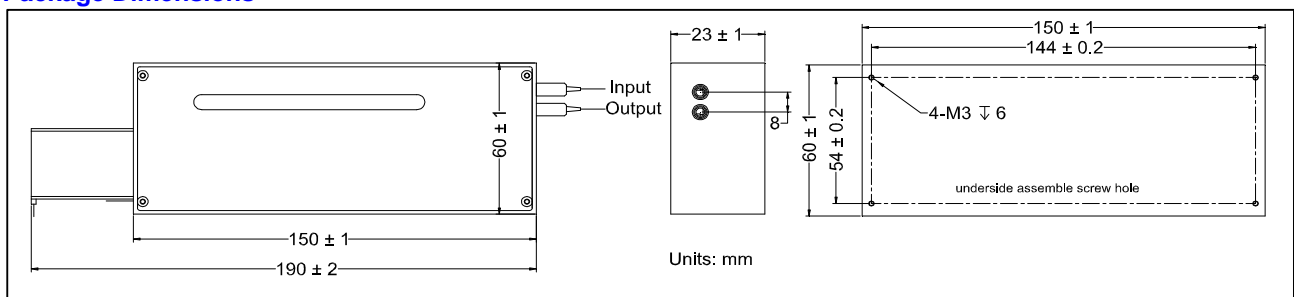 Package Dimensions
Input
Output
60 ± 1
150 ± 1
190 ± 2
23 ± 1
8
Units: mm
150 ± 1
144 ± 0.2
4-M3 ↧ 6
60 ± 1
54 ± 0.2
underside assemble screw hole